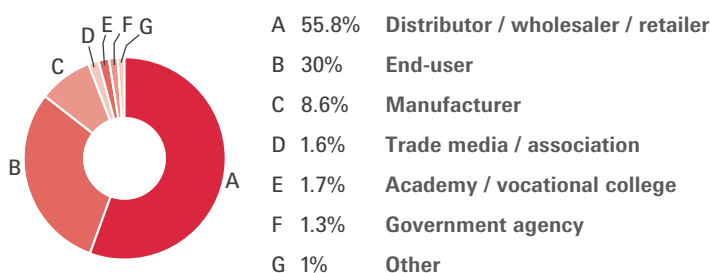 A 55.8% Distributor / wholesaler / retailer
B 30% End-user
C 8.6% Manufacturer
D 1.6% Trade media / association
E 1.7% Academy / vocational college
F 1.3% Government agency
G 1% Other
D E F G
C
B
A